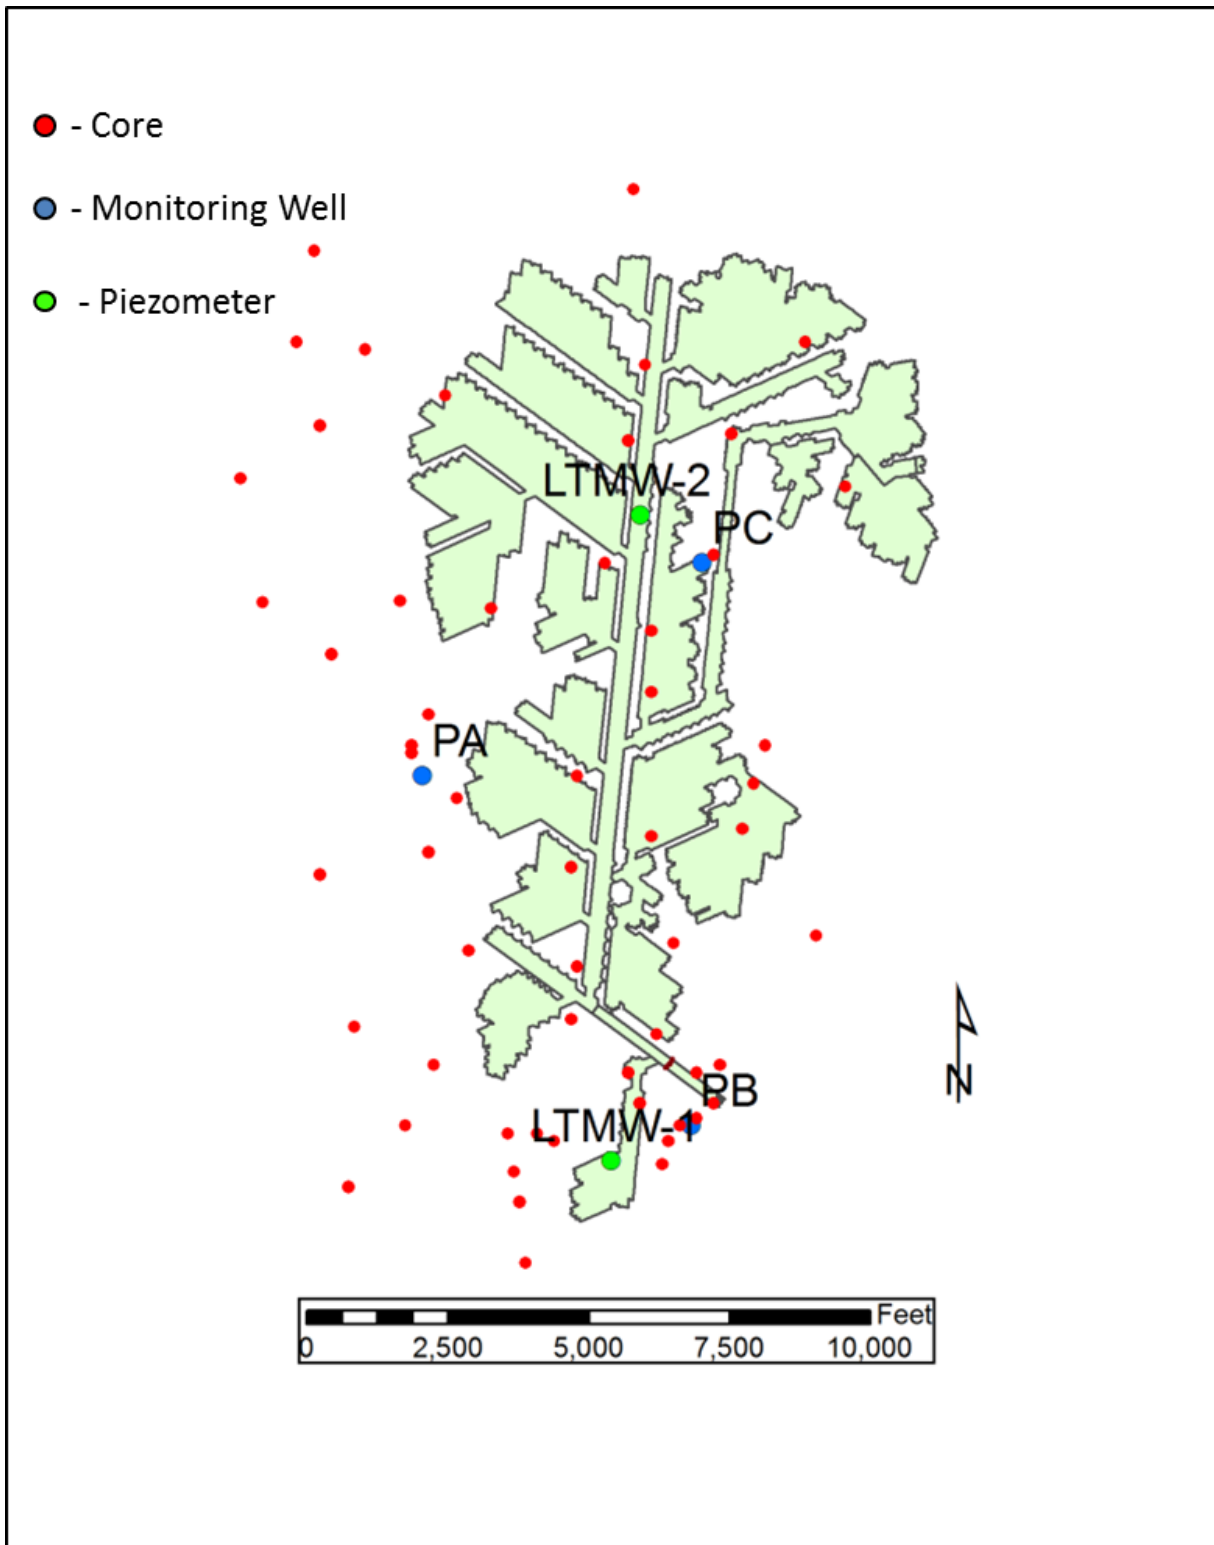 - Core
- Monitoring Well
- Piezometer
LTMW-2
PC
PA
PB
LTMW-1
N
Feet
0 2,500 5,000 7,500 10,000